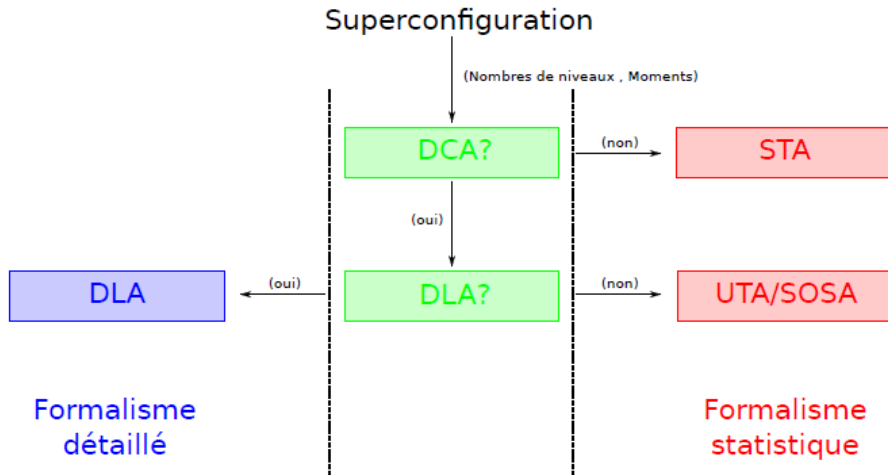 Superconfiguration
(Nombres de niveaux , Moments)
DCA?
(non)
STA
(oui)
DLA
(oui)
DLA?
(non)
UTA/SOSA
Formalisme
détaillé
Formalisme
statistique